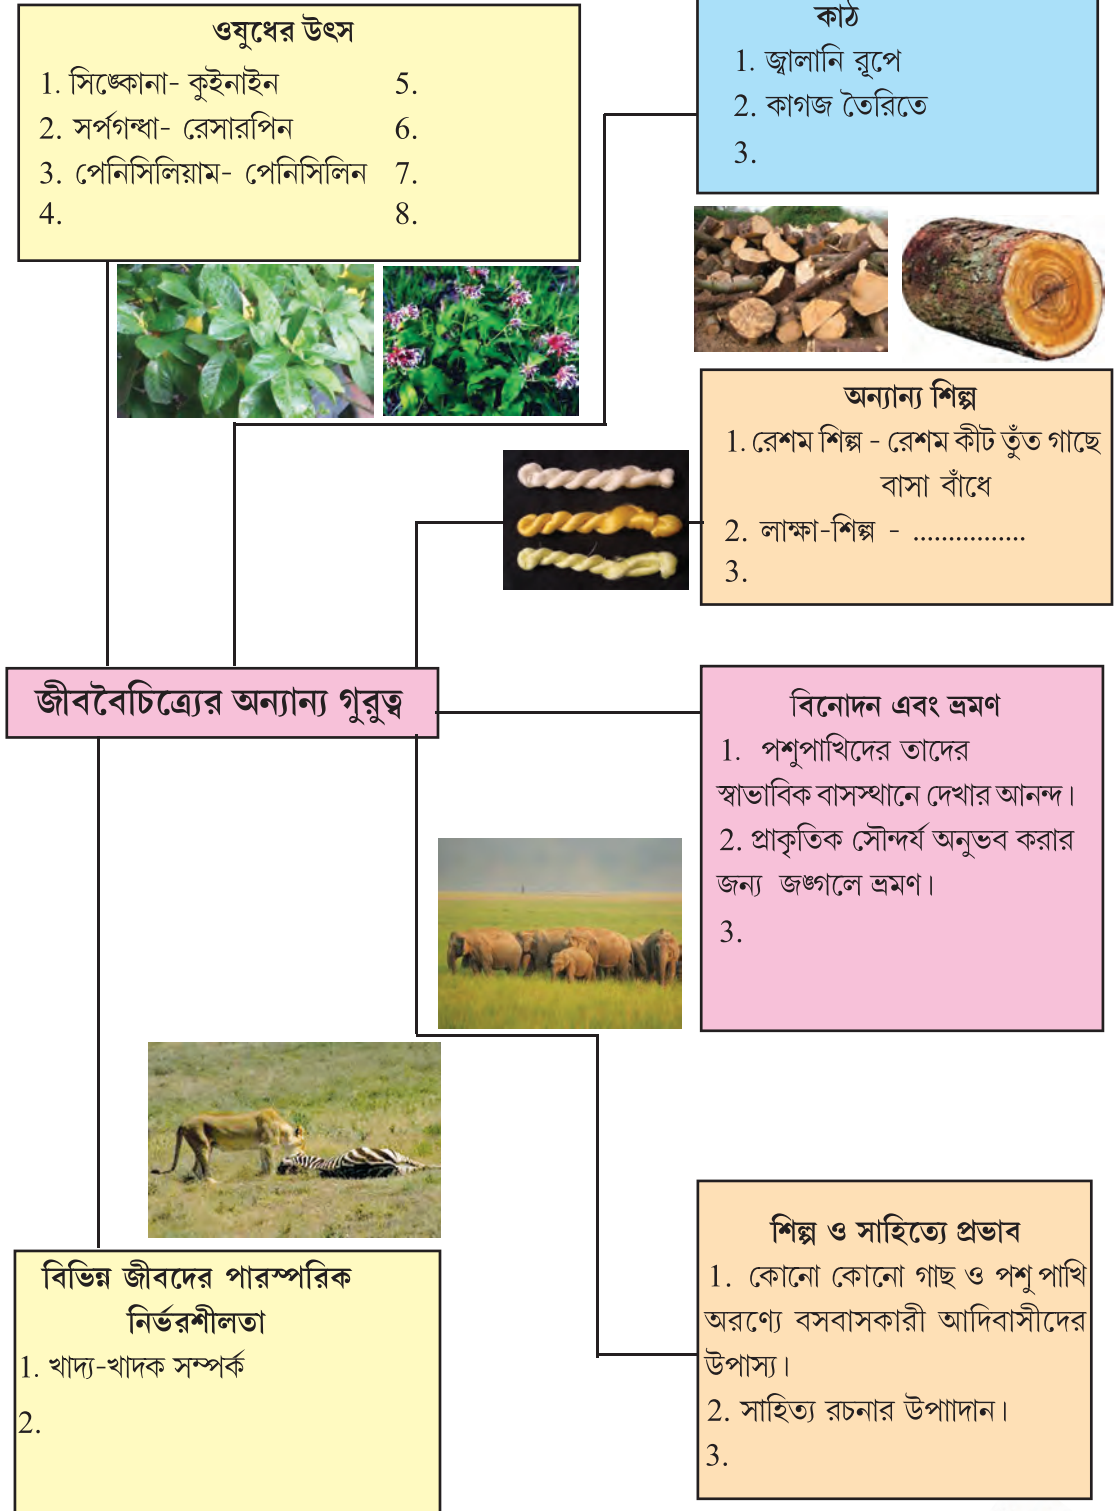 ওষুধের উৎস
1. সিঙ্কোনা- কুইনাইন
2. সর্পগন্ধা- রেসারপিন
3. পেনিসিলিয়াম- পেনিসিলিন
4.
5.
6.
7.
8.
কাঠ
1. জ্বালানি রূপে
2. কাগজ তৈরিতে
3.
অন্যান্য শিল্প
1. রেশম শিল্প - রেশম কীট তুঁত গাছে
বাসা বাঁধে
2. লাক্ষা-শিল্প - ................
3.
জীববৈচিত্র্যের অন্যান্য গুরুত্ব
বিনোদন এবং ভ্রমণ
1. পশুপাখিদের তাদের
স্বাভাবিক বাসস্থানে দেখার আনন্দ।
2. প্রাকৃতিক সৌন্দর্য অনুভব করার
জন্য জঙ্গলে ভ্রমণ।
3.
বিভিন্ন জীবদের পারস্পরিক
নির্ভরশীলতা
1. খাদ্য-খাদক সম্পর্ক
2.
শিল্প ও সাহিত্যে প্রভাব
1. কোনো কোনো গাছ ও পশু পাখি
অরণ্যে বসবাসকারী আদিবাসীদের
উপাস্য।
2. সাহিত্য রচনার উপাাদান।
3.